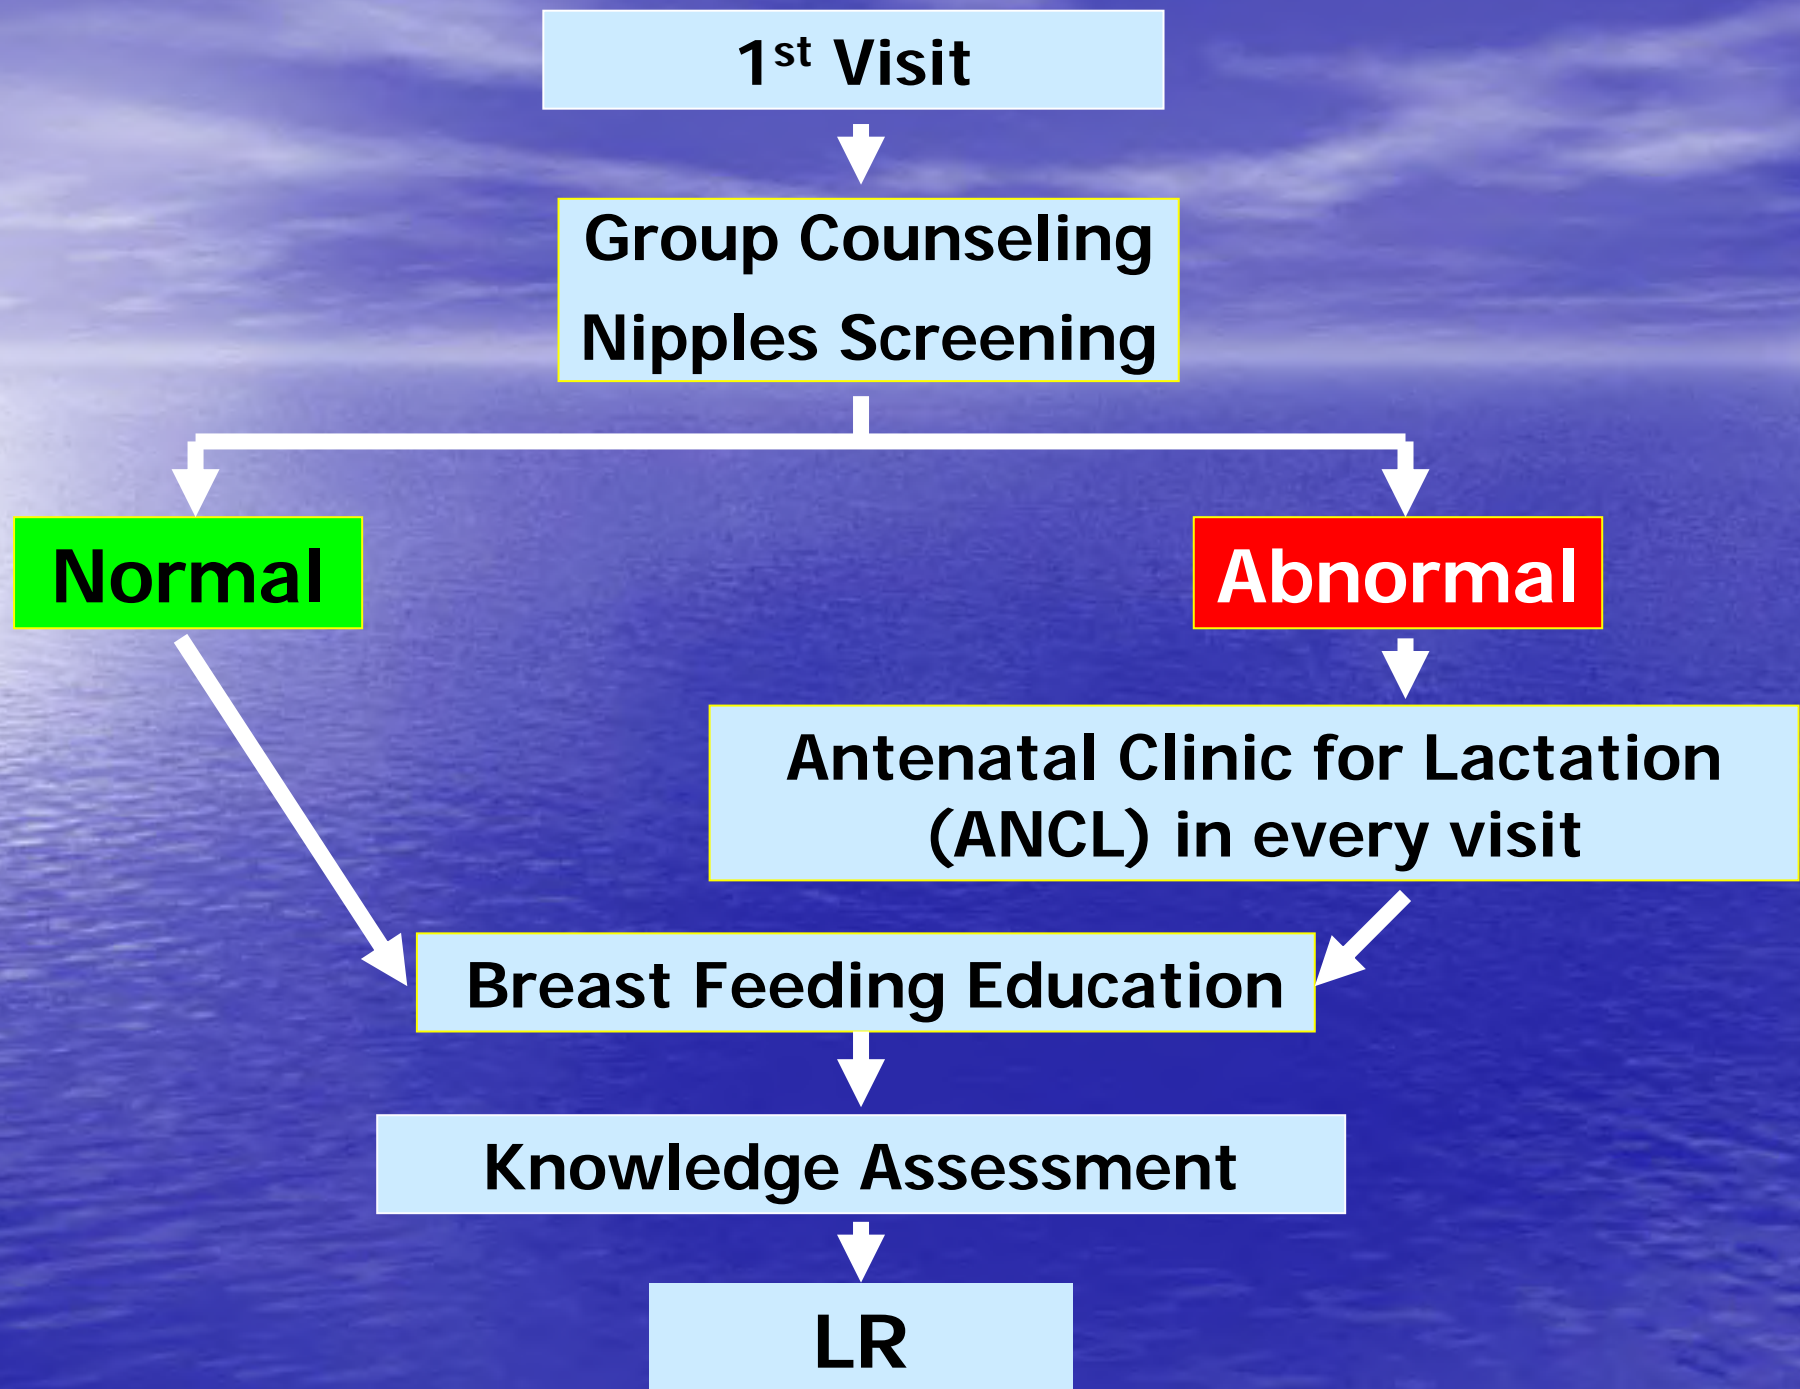 1st Visit
Group Counseling
Nipples Screening
Normal
Abnormal
Antenatal Clinic for Lactation
(ANCL) in every visit
Breast Feeding Education
Knowledge Assessment
LR